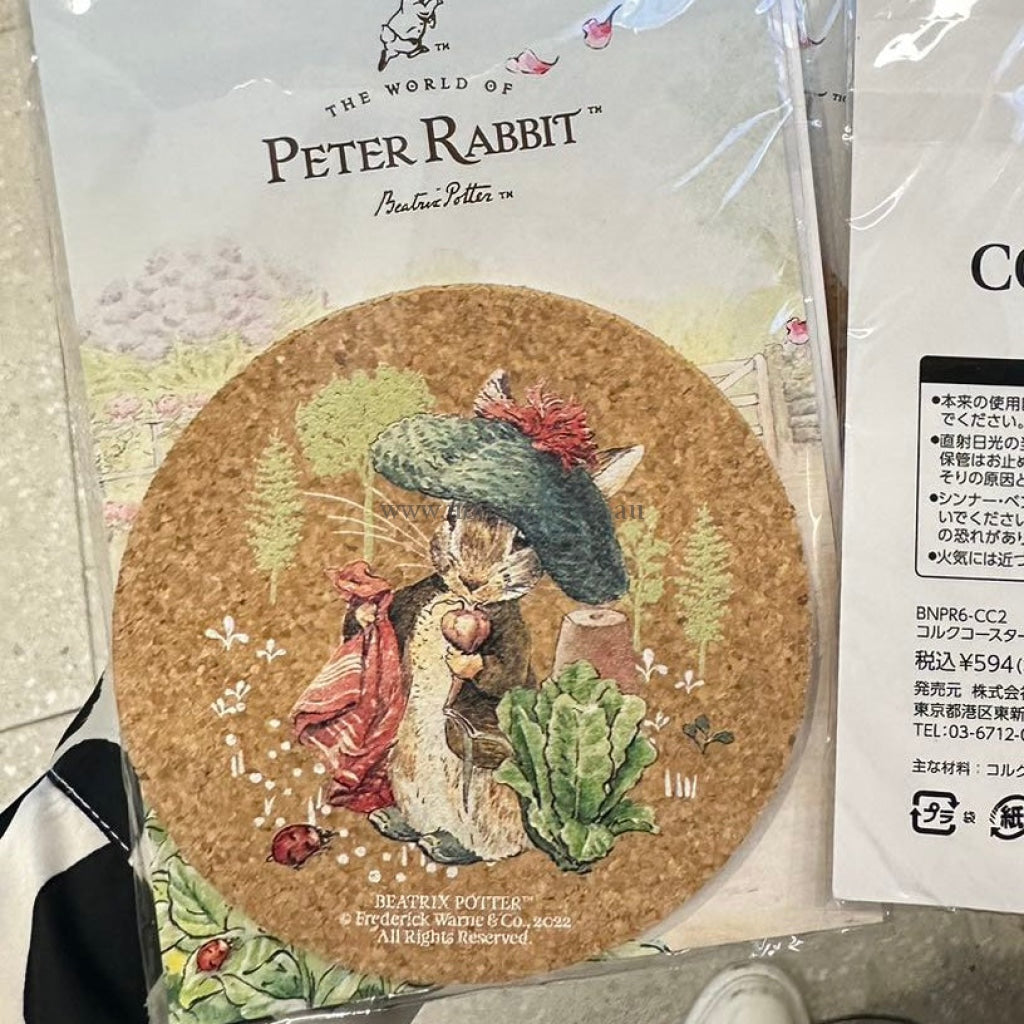 THE WORLD OF
PETER RABBIT™
Beatrix Potter™
BEATRIX POTTER™
© Frederick Warne & Co., 2022
All Rights Reserved.
●本来の使用
でください。
●直射日光の
保管はお止め
そりの原因と
●シンナー・ベン
いでください
の恐れがあり
●火気には近づ
BNPR6-CC2
コルクコースター
税込¥594(
発売元 株式会社
東京都港区東新
TEL:03-6712-
主な材料:コルク
プラ 袋 紙